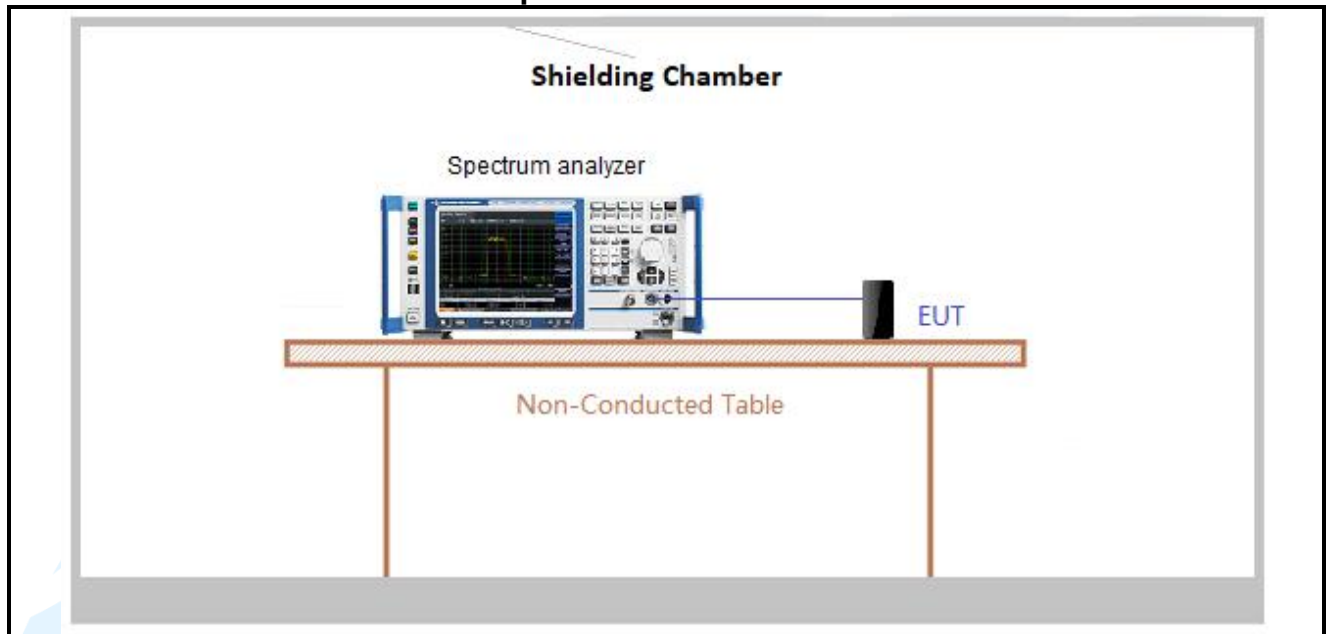 Shielding Chamber
Spectrum analyzer
EUT
Non-Conducted Table